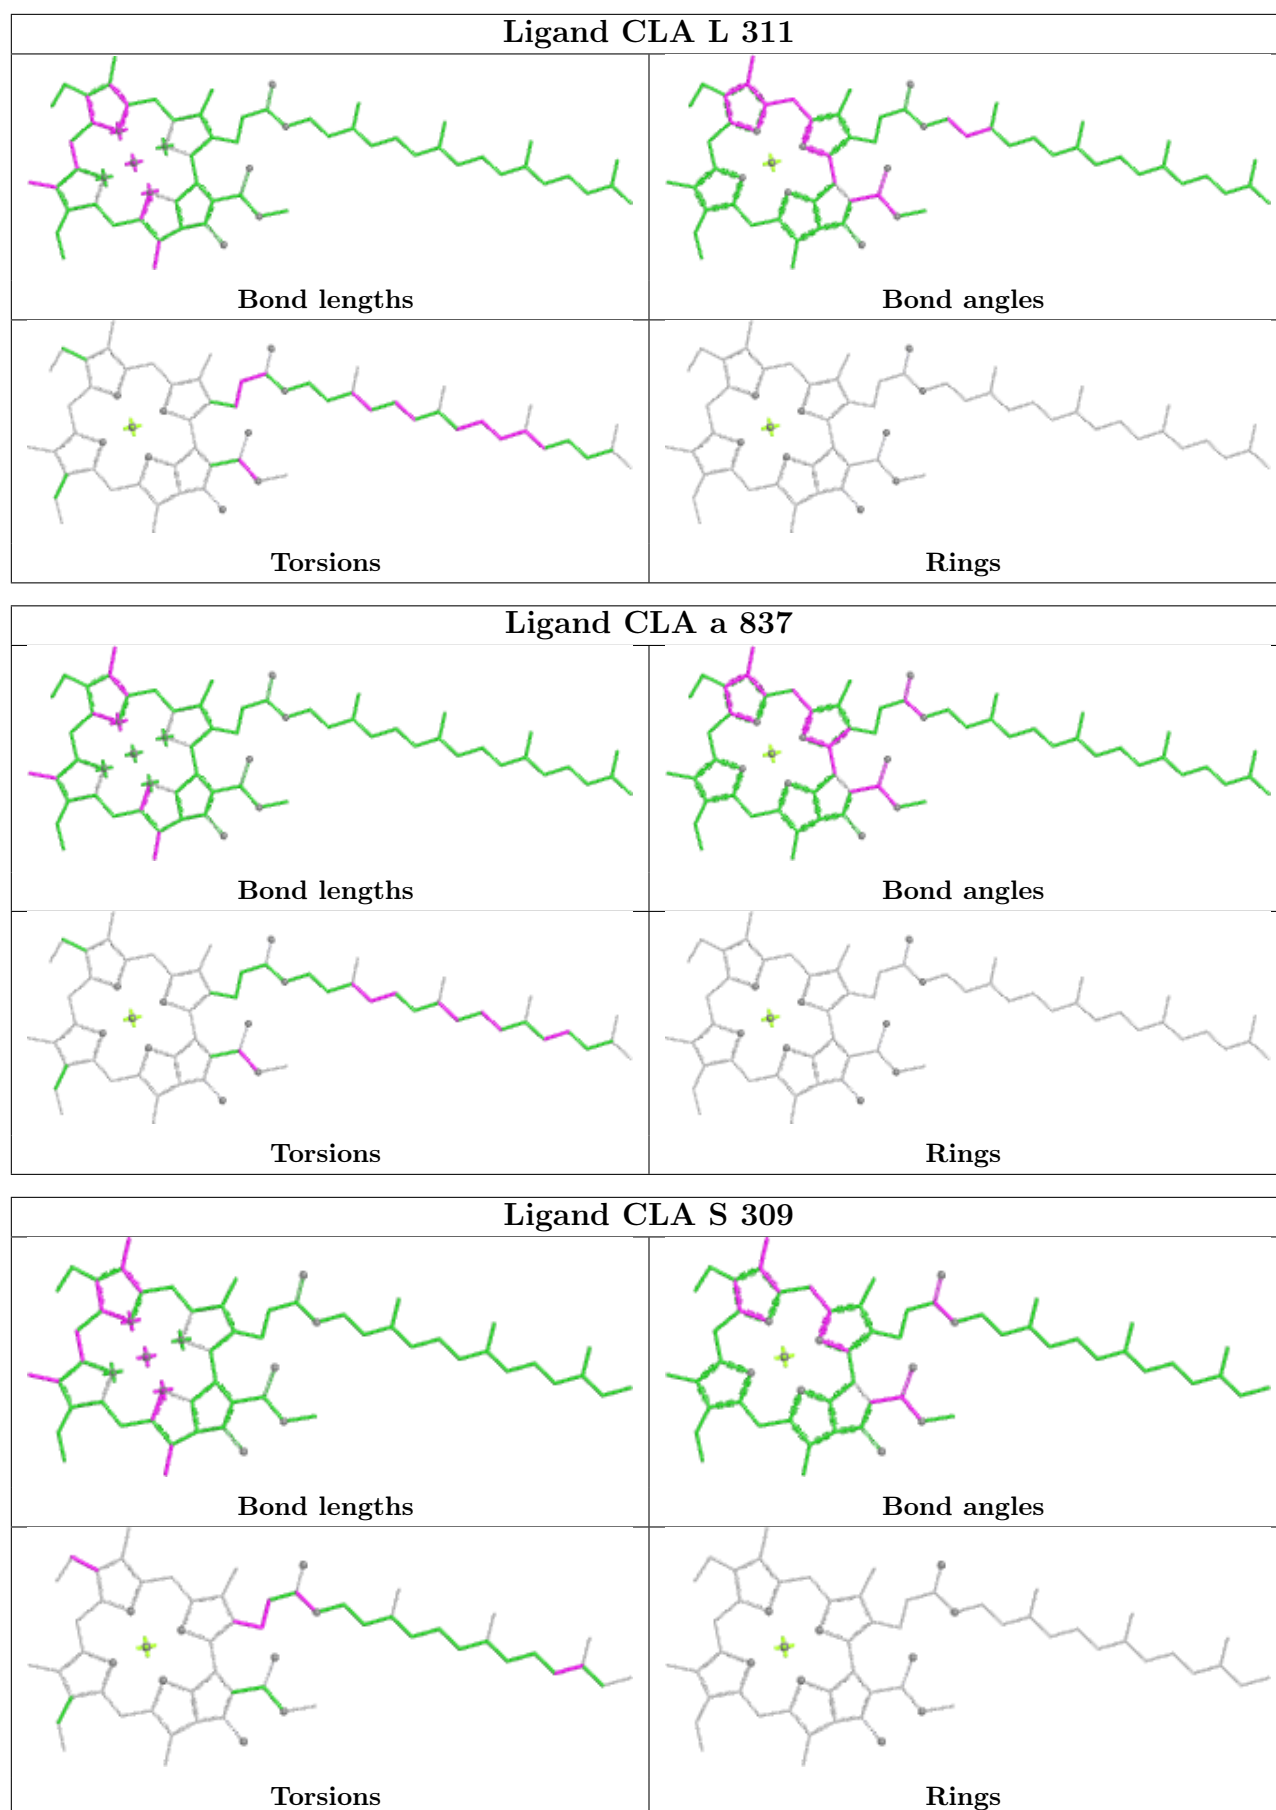 Ligand CLA L 311
Bond lengths
Bond angles
Torsions
Rings
Ligand CLA a 837
Bond lengths
Bond angles
Torsions
Rings
Ligand CLA S 309
Bond lengths
Bond angles
Torsions
Rings